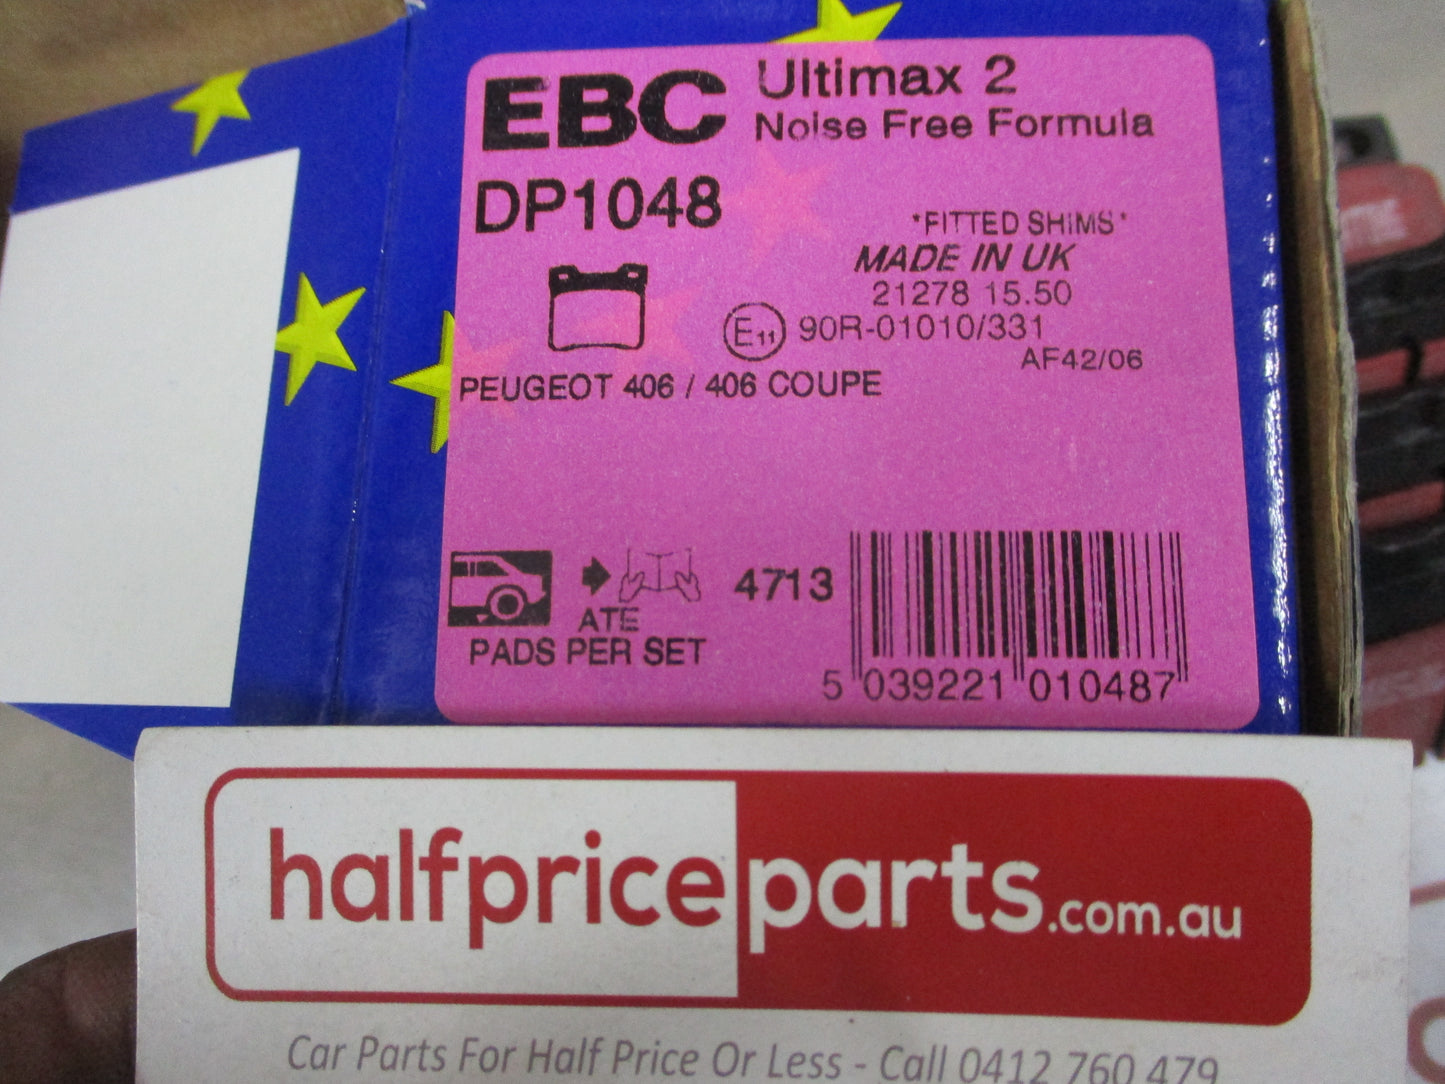 EBC Ultimax 2
Noise Free Formula
DP1048
*FITTED SHIMS*
MADE IN UK
21278 15.50
E11 90R-01010/331
AF42/06
PEUGEOT 406 / 406 COUPE
ATE
4713
PADS PER SET
5 039221 010487
halfpriceparts.com.au
Car Parts For Half Price Or Less - Call 0412 760 479